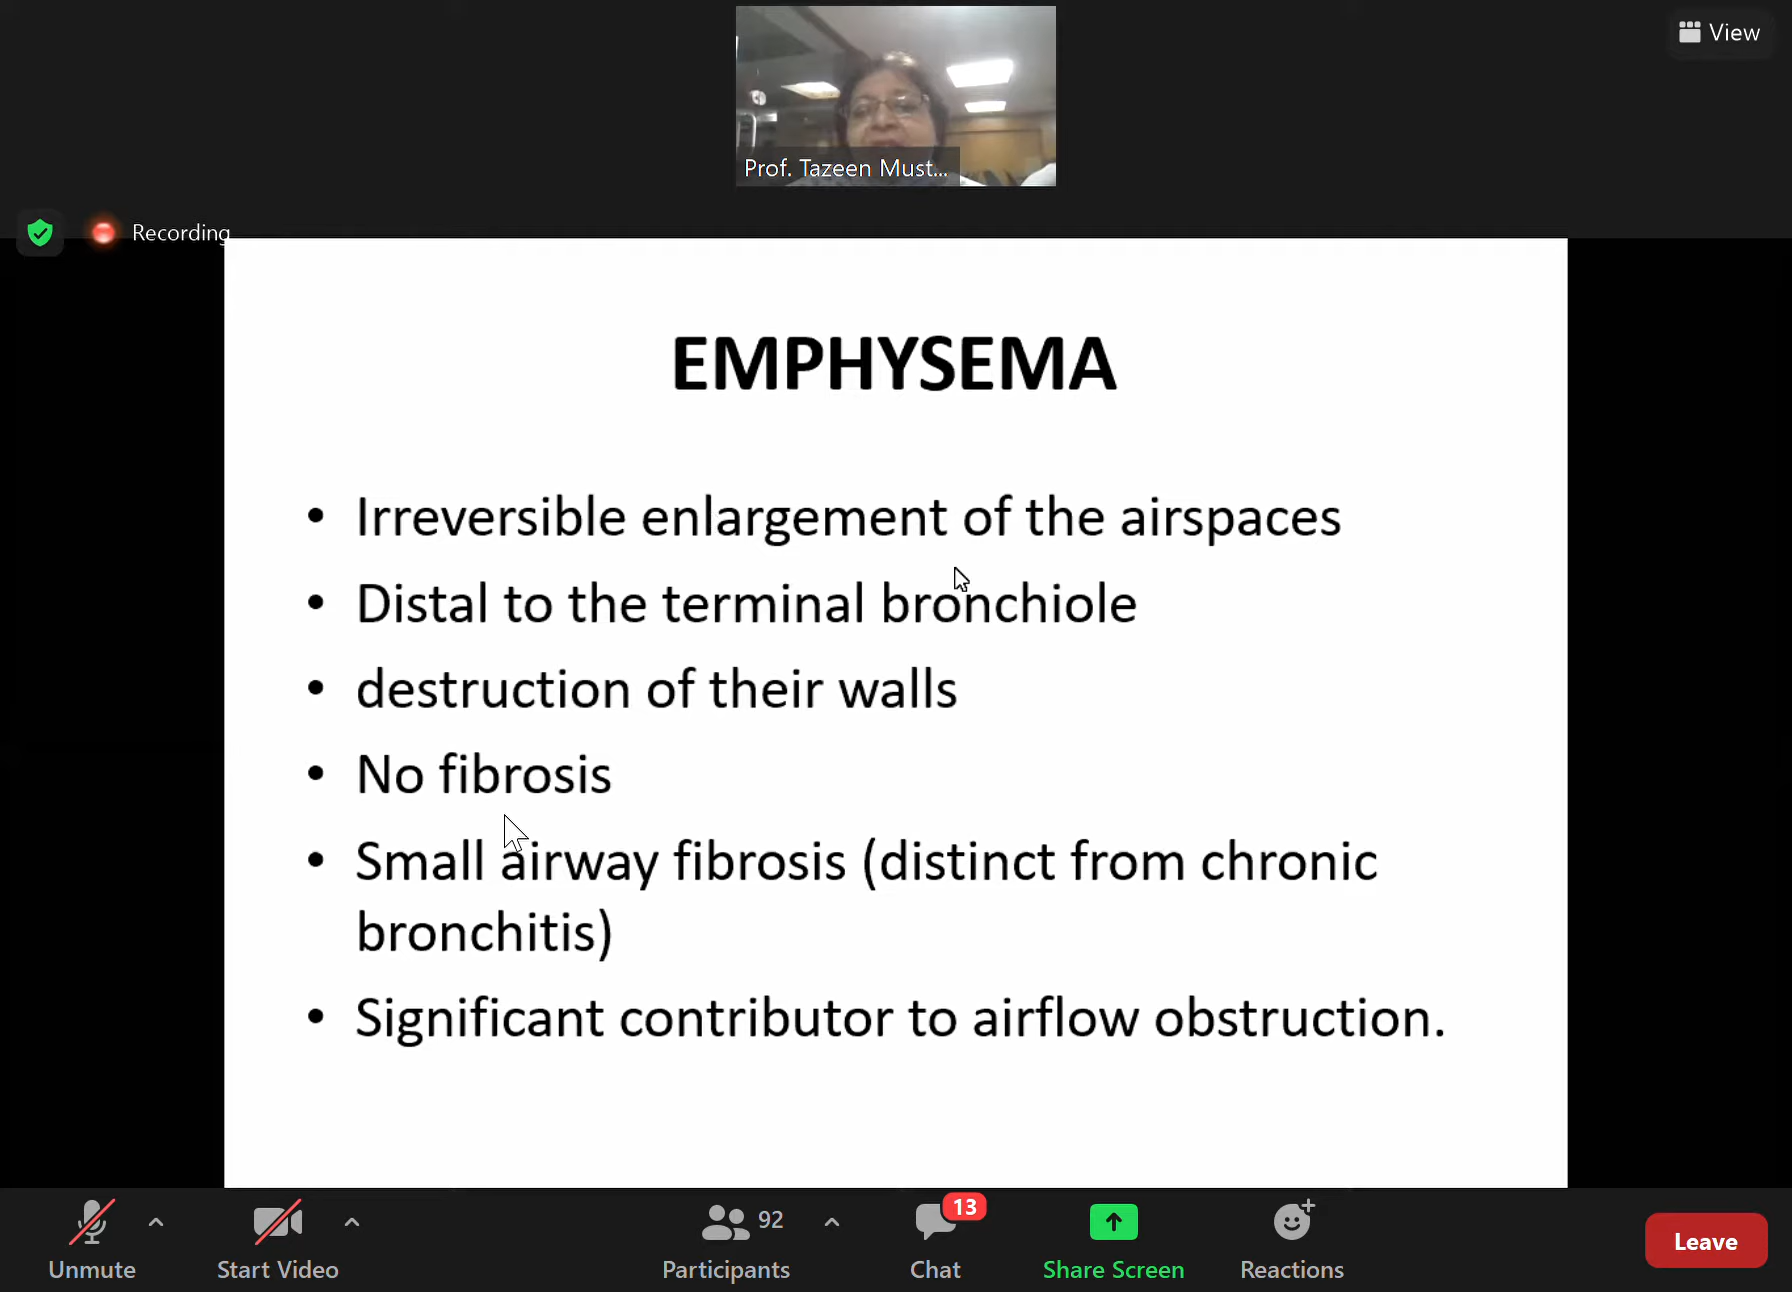 View
Prof. Tazeen Must...
Recording
EMPHYSEMA
• Irreversible enlargement of the airspaces
• Distal to the terminal bronchiole
• destruction of their walls
• No fibrosis
• Small airway fibrosis (distinct from chronic
bronchitis)
• Significant contributor to airflow obstruction.
92
13
Unmute
Start Video
Participants
Chat
Share Screen
Reactions
Leave